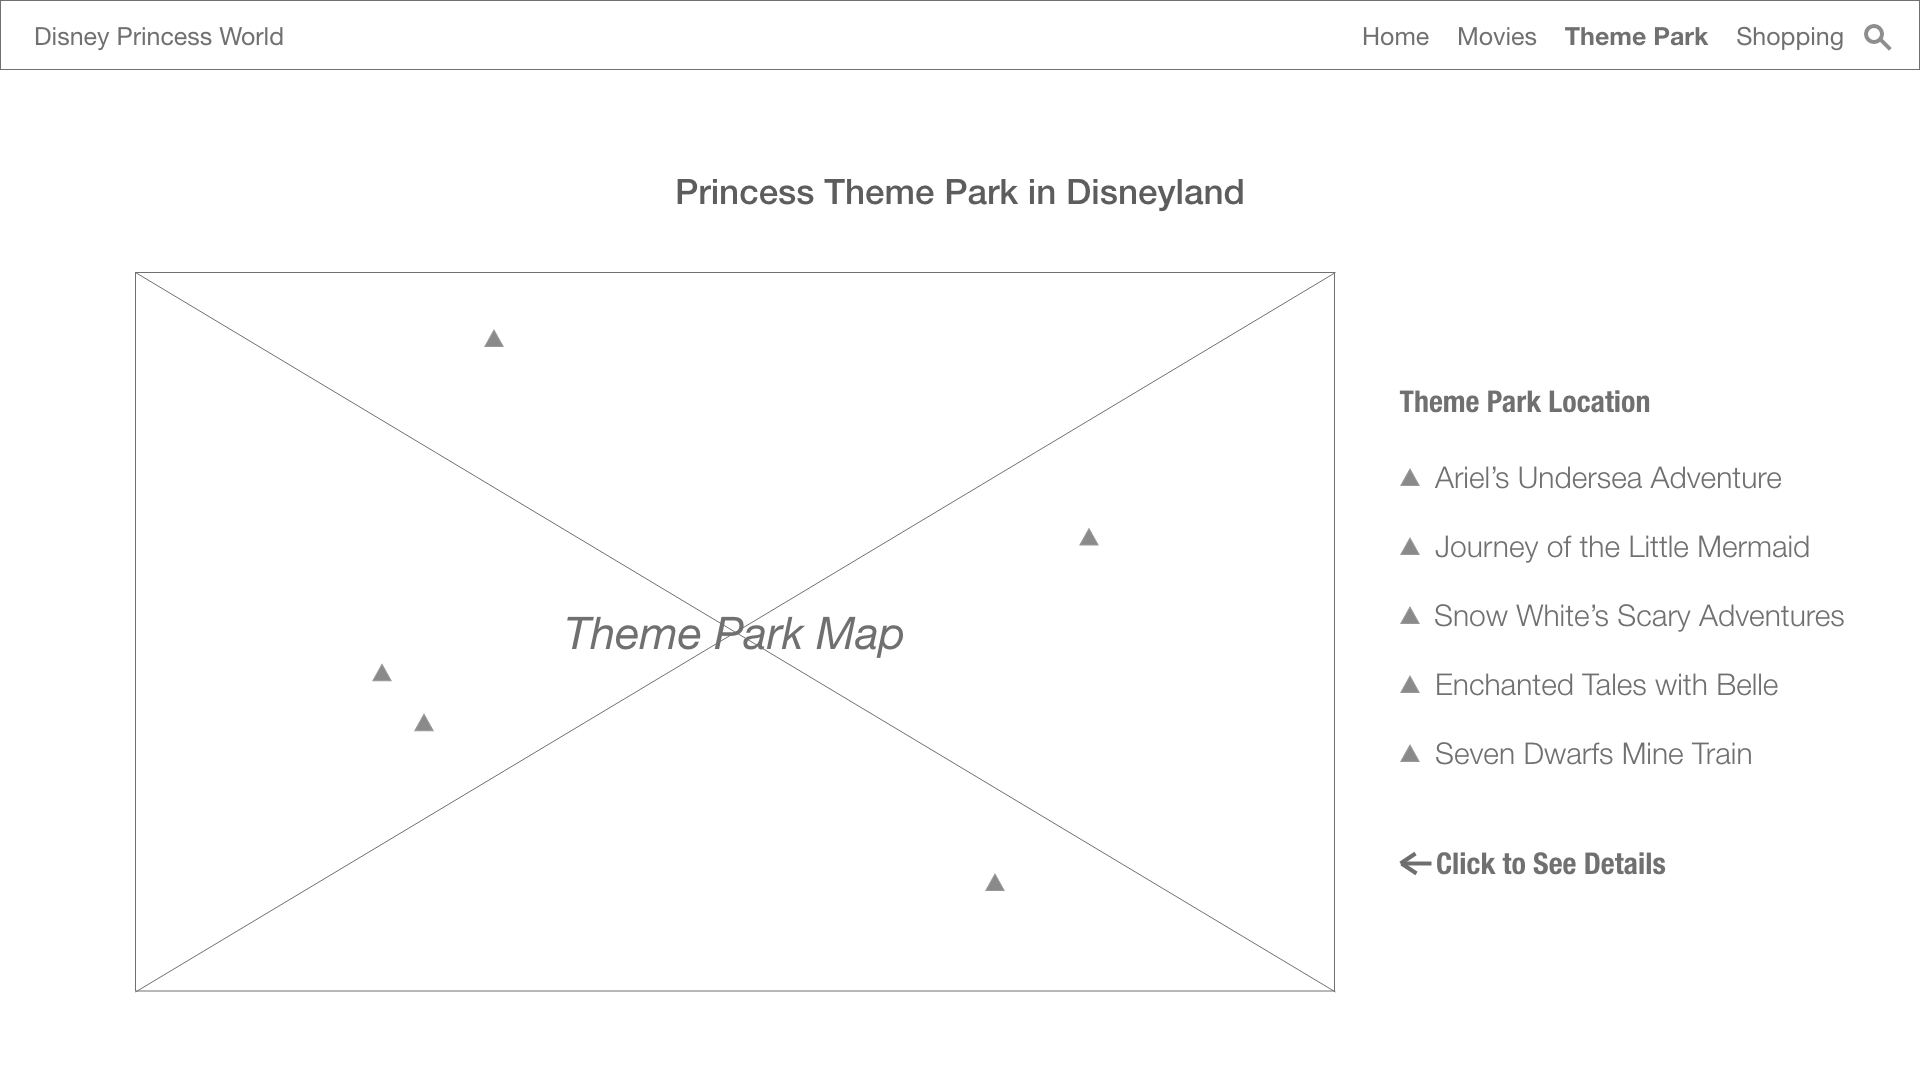 Disney Princess World
Home Movies Theme Park Shopping
Princess Theme Park in Disneyland
Theme Park Map
Theme Park Location
Ariel’s Undersea Adventure
Journey of the Little Mermaid
Snow White’s Scary Adventures
Enchanted Tales with Belle
Seven Dwarfs Mine Train
Click to See Details